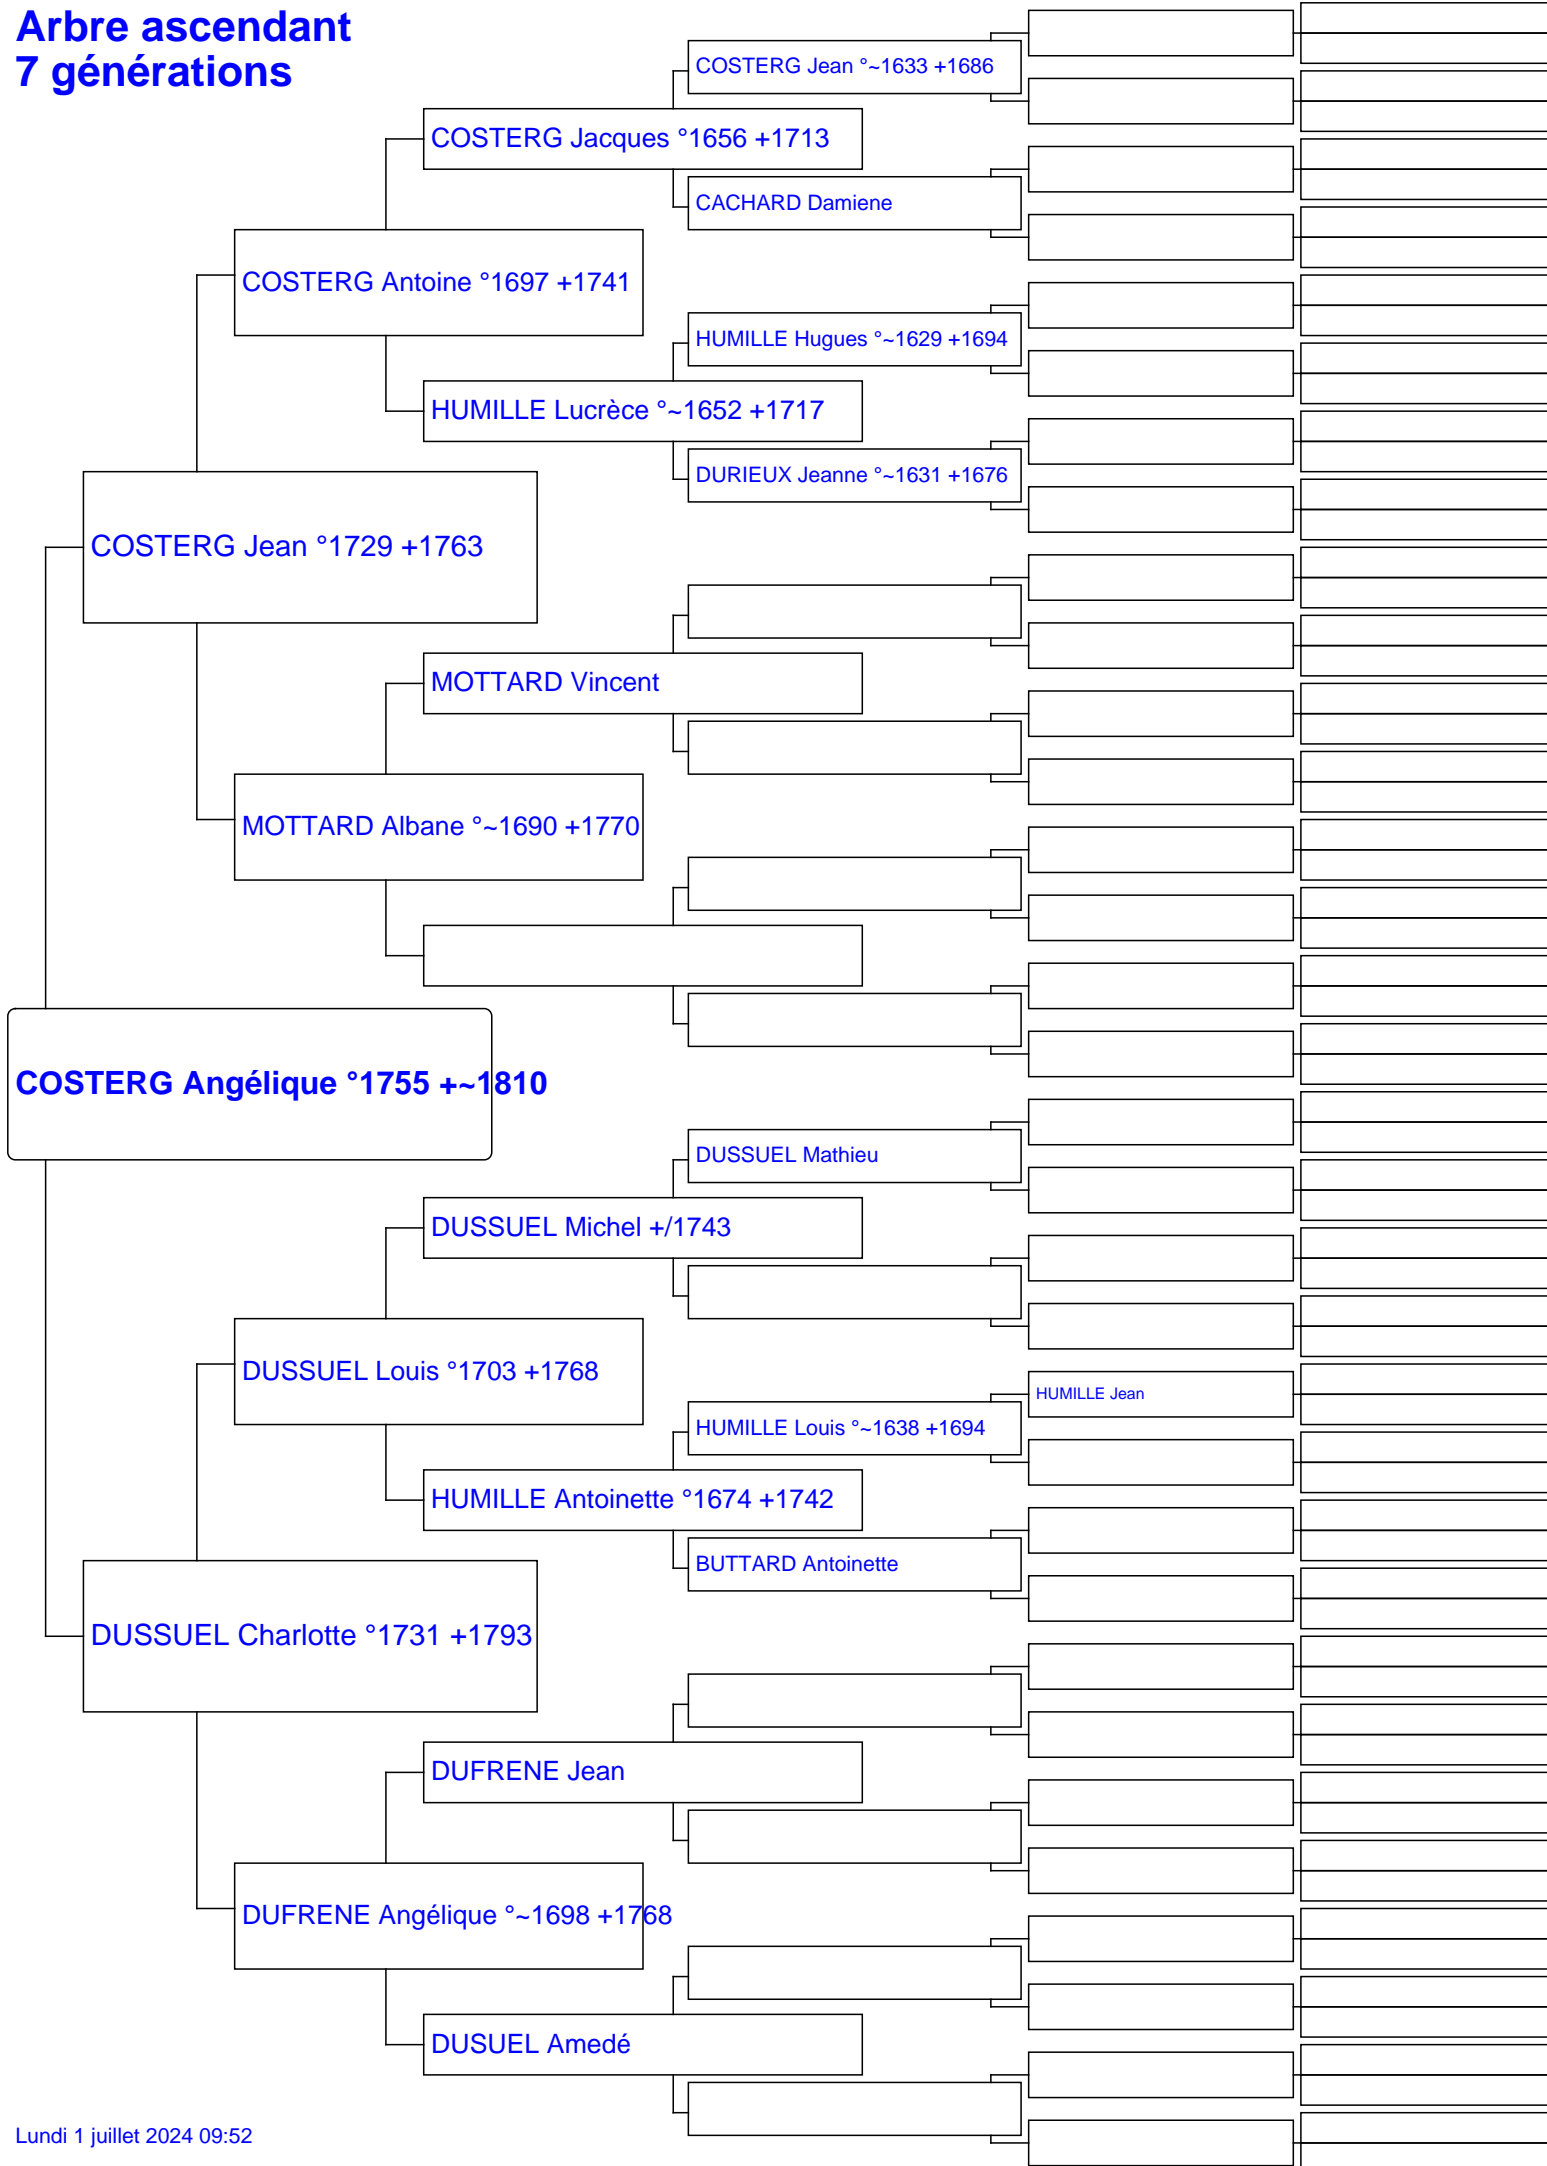 Arbre ascendant
7 générations
COSTERG Jean °~1633 +1686
COSTERG Jacques °1656 +1713
CACHARD Damiene
COSTERG Antoine °1697 +1741
HUMILLE Hugues °~1629 +1694
HUMILLE Lucrèce °~1652 +1717
DURIEUX Jeanne °~1631 +1676
COSTERG Jean °1729 +1763
MOTTARD Vincent
MOTTARD Albane °~1690 +1770
COSTERG Angélique °1755 +~1810
DUSSUEL Mathieu
DUSSUEL Michel +/1743
DUSSUEL Louis °1703 +1768
HUMILLE Jean
HUMILLE Louis °~1638 +1694
HUMILLE Antoinette °1674 +1742
BUTTARD Antoinette
DUSSUEL Charlotte °1731 +1793
DUFRENE Jean
DUFRENE Angélique °~1698 +1768
DUSUEL Amedé
Lundi 1 juillet 2024 09:52